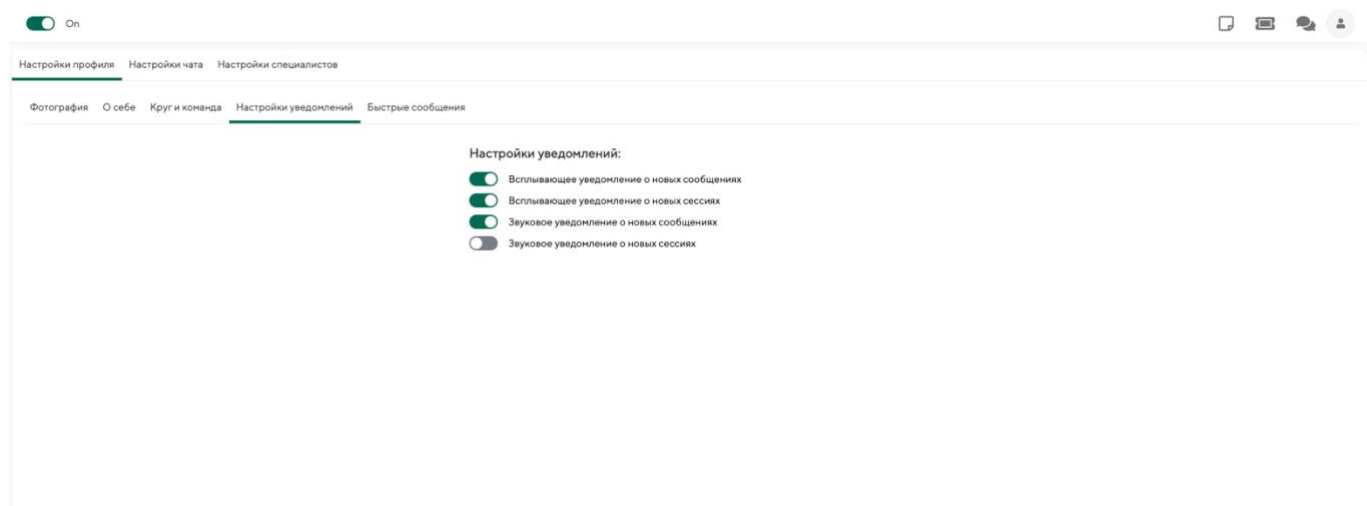 On
Настройки профиля Настройки чата Настройки специалистов
Фотография О себе Круг и команда Настройки уведомлений Быстрые сообщения
Настройки уведомлений:
Всплывающее уведомление о новых сообщениях
Всплывающее уведомление о новых сессиях
Звуковое уведомление о новых сообщениях
Звуковое уведомление о новых сессиях